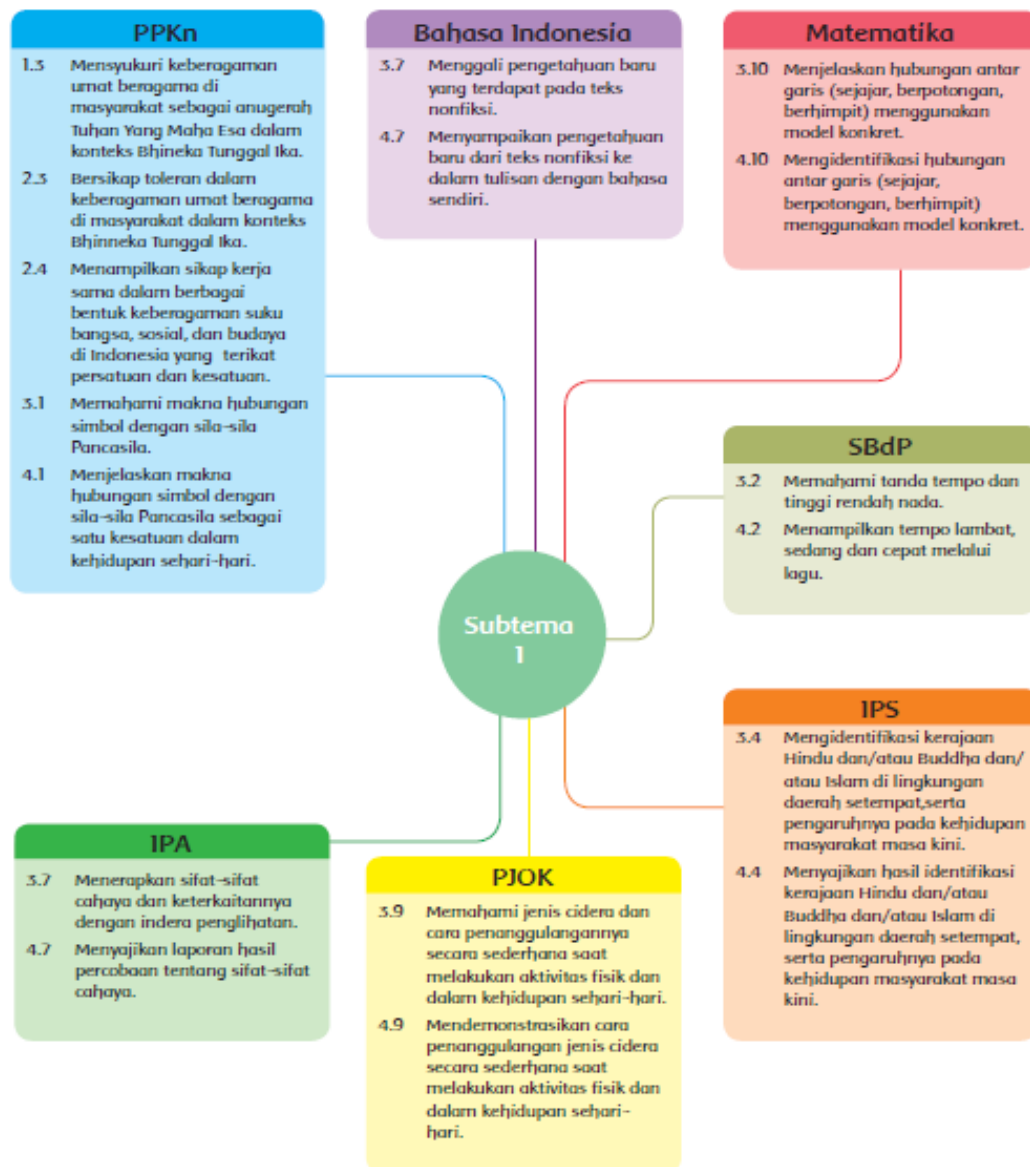 PPKn
1.3 Mensyukuri keberagaman
umat beragama di
masyarakat sebagai anugerah
Tuhan Yang Maha Esa dalam
konteks Bhineka Tunggal Ika.
2.3 Bersikap toleran dalam
keberagaman umat beragama
di masyarakat dalam konteks
Bhinneka Tunggal Ika.
2.4 Menampilkan sikap kerja
sama dalam berbagai
bentuk keberagaman suku
bangsa, sosial, dan budaya
di Indonesia yang terikat
persatuan dan kesatuan.
3.1 Memahami makna hubungan
simbol dengan sila-sila
Pancasila.
4.1 Menjelaskan makna
hubungan simbol dengan
sila-sila Pancasila sebagai
satu kesatuan dalam
kehidupan sehari-hari.
Bahasa Indonesia
3.7 Menggali pengetahuan baru
yang terdapat pada teks
nonfiksi.
4.7 Menyampaikan pengetahuan
baru dari teks nonfiksi ke
dalam tulisan dengan bahasa
sendiri.
Matematika
3.10 Menjelaskan hubungan antar
garis (sejajar, berpotongan,
berhimpit) menggunakan
model konkret.
4.10 Mengidentifikasi hubungan
antar garis (sejajar,
berpotongan, berhimpit)
menggunakan model konkret.
SBdP
3.2 Memahami tanda tempo dan
tinggi rendah nada.
4.2 Menampilkan tempo lambat,
sedang dan cepat melalui
lagu.
Subtema
1
IPS
3.4 Mengidentifikasi kerajaan
Hindu dan/atau Buddha dan/
atau Islam di lingkungan
daerah setempat,serta
pengaruhnya pada kehidupan
masyarakat masa kini.
4.4 Menyajikan hasil identifikasi
kerajaan Hindu dan/atau
Buddha dan/atau Islam di
lingkungan daerah setempat,
serta pengaruhnya pada
kehidupan masyarakat masa
kini.
IPA
3.7 Menerapkan sifat-sifat
cahaya dan keterkaitannya
dengan indera penglihatan.
4.7 Menyajikan laporan hasil
percobaan tentang sifat-sifat
cahaya.
PJOK
3.9 Memahami jenis cidera dan
cara penanggulangannya
secara sederhana saat
melakukan aktivitas fisik dan
dalam kehidupan sehari-hari.
4.9 Mendemonstrasikan cara
penanggulangan jenis cidera
secara sederhana saat
melakukan aktivitas fisik dan
dalam kehidupan sehari-
hari.